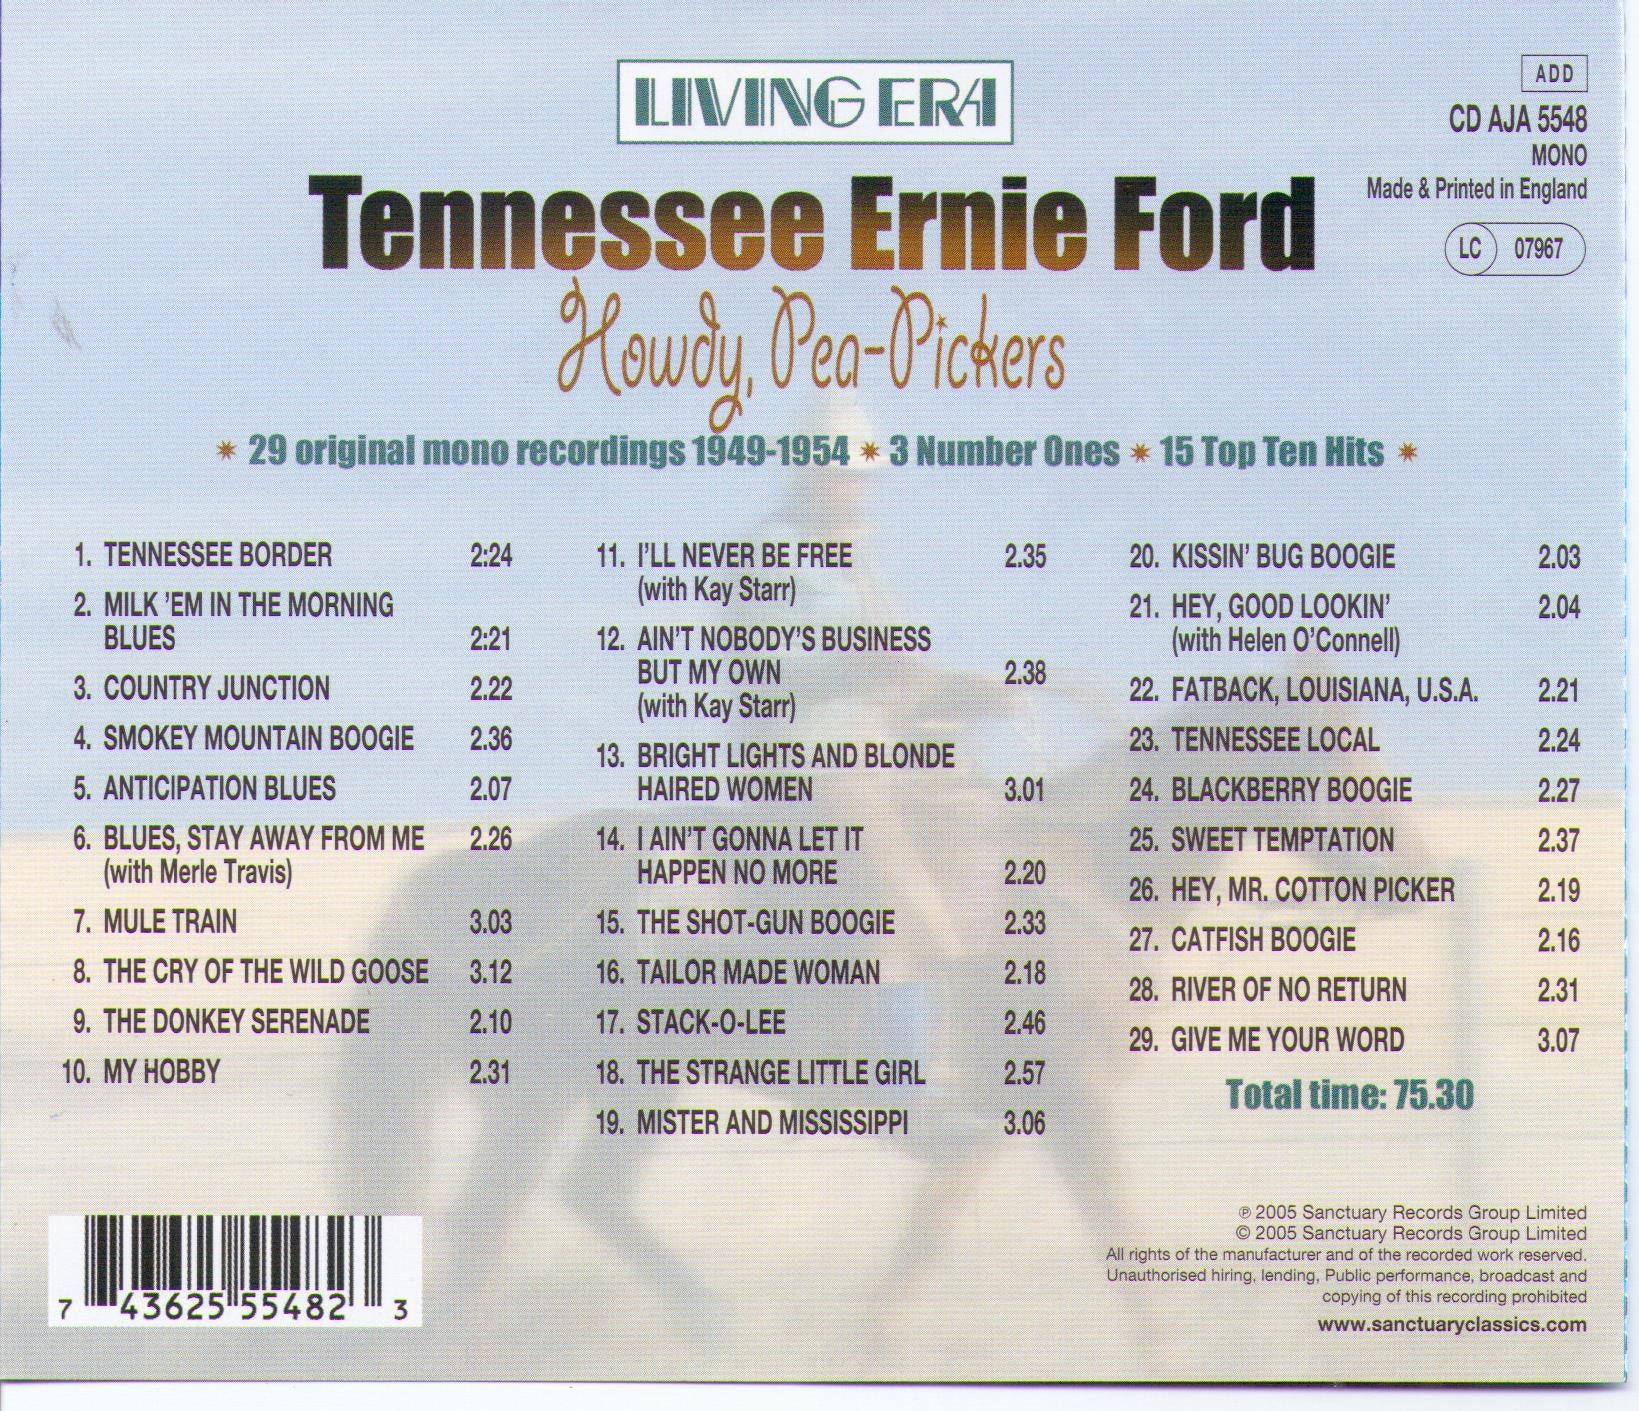 LIVING ERA
ADD
CD AJA 5548
MONO
Made & Printed in England
LC 07967
Tennessee Ernie Ford
Howdy, Pea-Pickers
29 original mono recordings 1949-1954 * 3 Number Ones * 15 Top Ten Hits
1. TENNESSEE BORDER 2:24
2. MILK 'EM IN THE MORNING
BLUES 2:21
3. COUNTRY JUNCTION 2.22
4. SMOKEY MOUNTAIN BOOGIE 2.36
5. ANTICIPATION BLUES 2.07
6. BLUES, STAY AWAY FROM ME 2.26
(with Merle Travis)
7. MULE TRAIN 3.03
8. THE CRY OF THE WILD GOOSE 3.12
9. THE DONKEY SERENADE 2.10
10. MY HOBBY 2.31
11. I'LL NEVER BE FREE 2.35
(with Kay Starr)
12. AIN'T NOBODY'S BUSINESS
BUT MY OWN 2.38
(with Kay Starr)
13. BRIGHT LIGHTS AND BLONDE
HAIRED WOMEN 3.01
14. I AIN'T GONNA LET IT
HAPPEN NO MORE 2.20
15. THE SHOT-GUN BOOGIE 2.33
16. TAILOR MADE WOMAN 2.18
17. STACK-O-LEE 2.46
18. THE STRANGE LITTLE GIRL 2.57
19. MISTER AND MISSISSIPPI 3.06
20. KISSIN' BUG BOOGIE 2.03
21. HEY, GOOD LOOKIN' 2.04
(with Helen O'Connell)
22. FATBACK, LOUISIANA, U.S.A. 2.21
23. TENNESSEE LOCAL 2.24
24. BLACKBERRY BOOGIE 2.27
25. SWEET TEMPTATION 2.37
26. HEY, MR. COTTON PICKER 2.19
27. CATFISH BOOGIE 2.16
28. RIVER OF NO RETURN 2.31
29. GIVE ME YOUR WORD 3.07
Total time: 75.30
7 43625 55482 3
℗ 2005 Sanctuary Records Group Limited
© 2005 Sanctuary Records Group Limited
All rights of the manufacturer and of the recorded work reserved.
Unauthorised hiring, lending, Public performance, broadcast and
copying of this recording prohibited
www.sanctuaryclassics.com